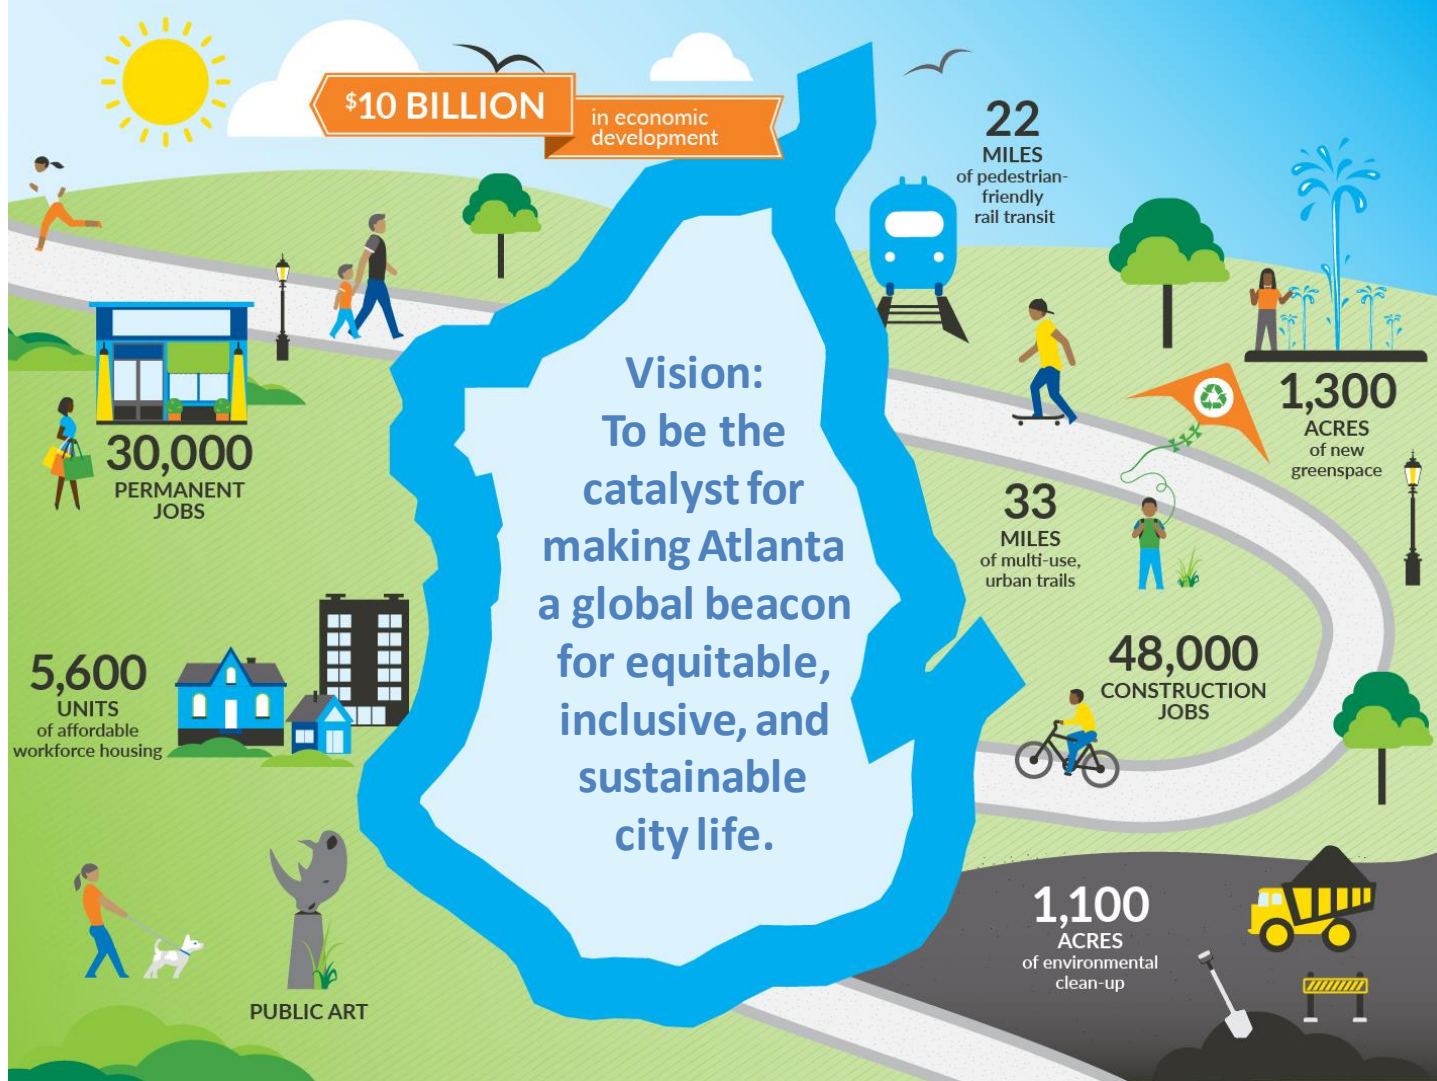 $10 BILLION
in economic
development
22
MILES
of pedestrian-
friendly
rail transit
1,300
ACRES
of new
greenspace
30,000
PERMANENT
JOBS
Vision:
To be the
catalyst for
making Atlanta
a global beacon
for equitable,
inclusive, and
sustainable
city life.
33
MILES
of multi-use,
urban trails
48,000
CONSTRUCTION
JOBS
5,600
UNITS
of affordable
workforce housing
1,100
ACRES
of environmental
clean-up
PUBLIC ART